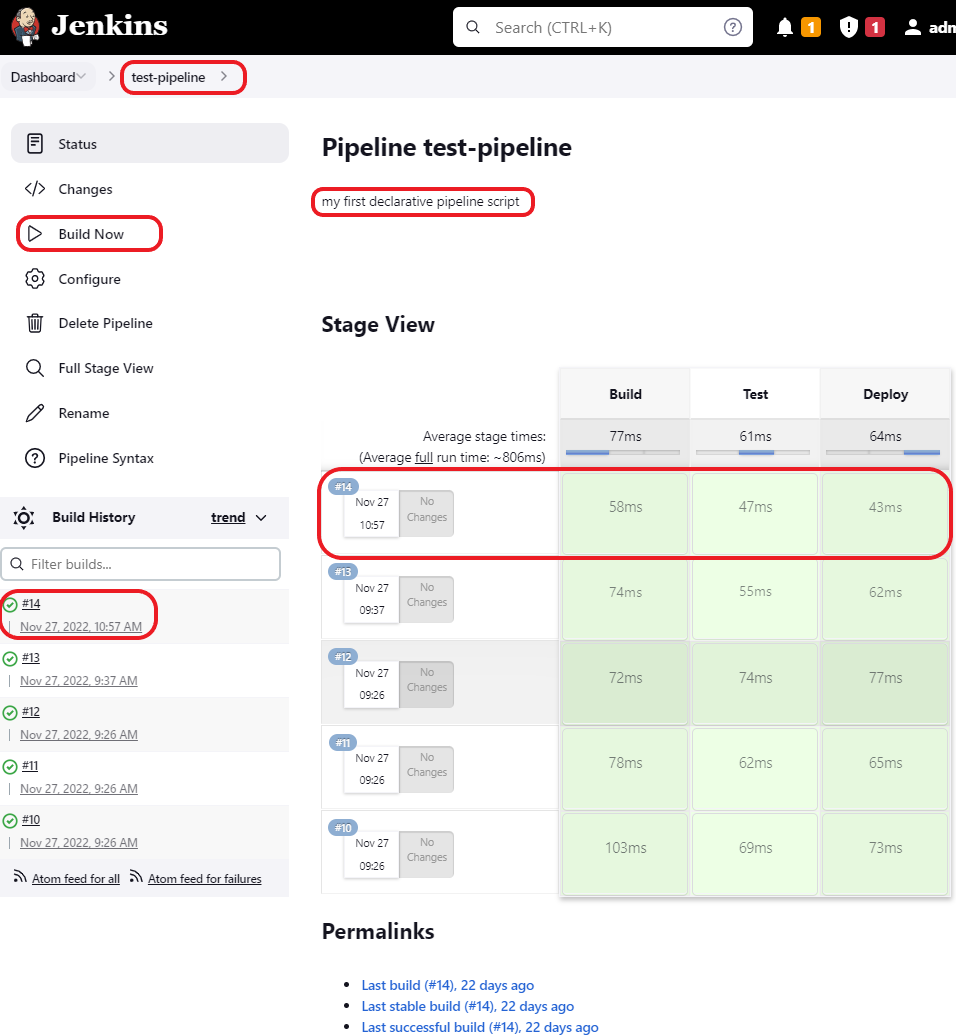 Jenkins
Search (CTRL+K)
1
1
adm
Dashboard
test-pipeline
Status
Changes
Build Now
Configure
Delete Pipeline
Full Stage View
Rename
Pipeline Syntax
Build History
trend
Filter builds...
#14
Nov 27, 2022, 10:57 AM
#13
Nov 27, 2022, 9:37 AM
#12
Nov 27, 2022, 9:26 AM
#11
Nov 27, 2022, 9:26 AM
#10
Nov 27, 2022, 9:26 AM
Atom feed for all Atom feed for failures
Pipeline test-pipeline
my first declarative pipeline script
Stage View
Build Test Deploy
Average stage times: 77ms 61ms 64ms
(Average full run time: ~806ms)
#14
Nov 27 No
10:57 Changes
58ms 47ms 43ms
#13
Nov 27 No
09:37 Changes
74ms 55ms 62ms
#12
Nov 27 No
09:26 Changes
72ms 74ms 77ms
#11
Nov 27 No
09:26 Changes
78ms 62ms 65ms
#10
Nov 27 No
09:26 Changes
103ms 69ms 73ms
Permalinks
Last build (#14), 22 days ago
Last stable build (#14), 22 days ago
Last successful build (#14), 22 days ago